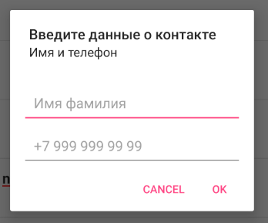 Введите данные о контакте
Имя и телефон
Имя фамилия
+7 999 999 99 99
CANCEL OK